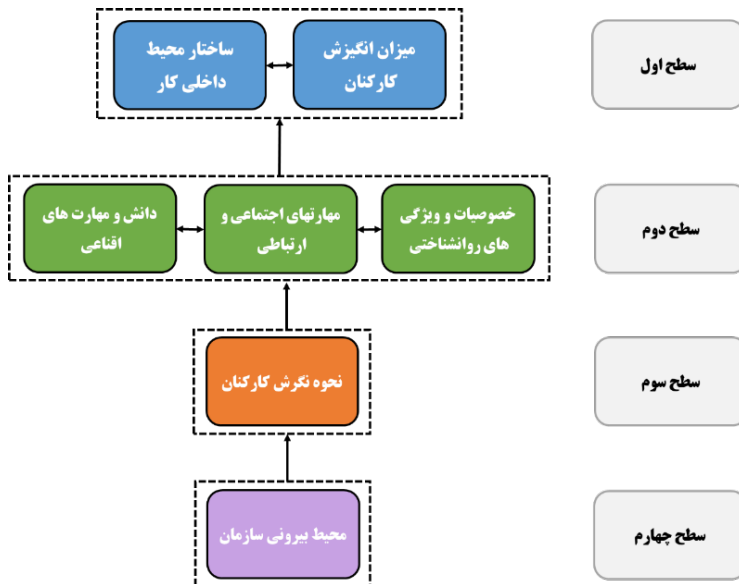 سطح اول
میزان انگیزش
کارکنان
ساختار محیط
داخلی کار
سطح دوم
خصوصیات و ویژگی
های روانشناختی
مهارتهای اجتماعی و
ارتباطی
دانش و مهارت های
اقناعی
سطح سوم
نحوه نگرش کارکنان
سطح چهارم
محیط بیرونی سازمان